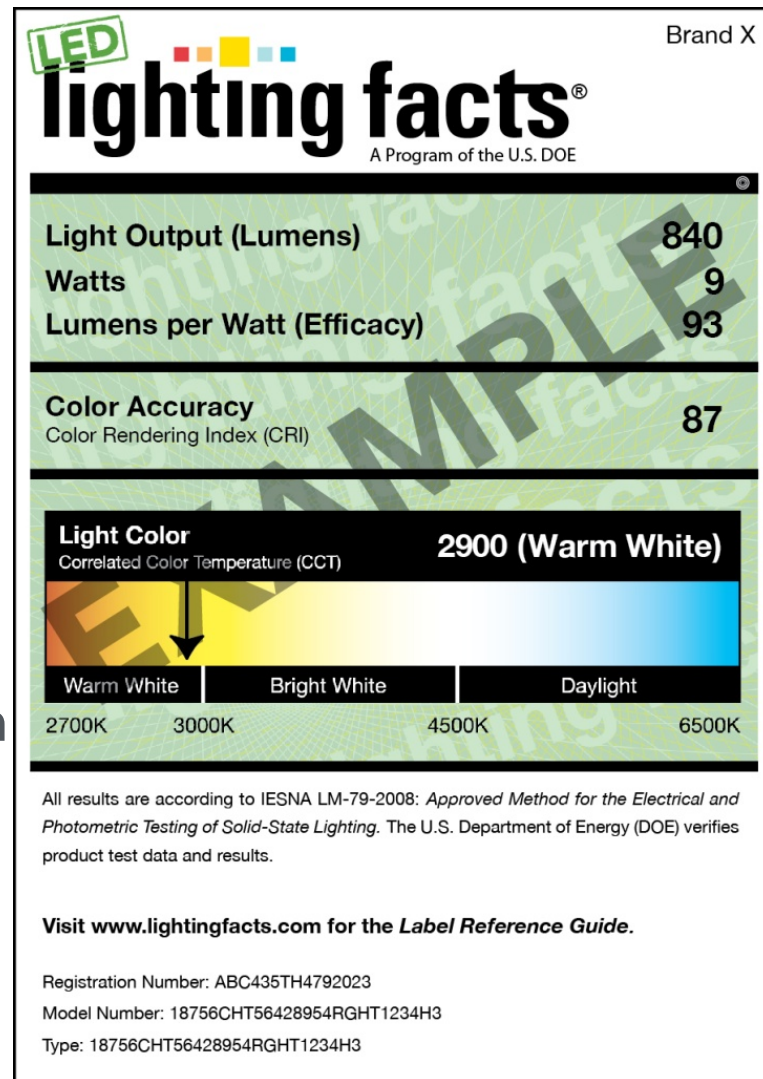 LED
Brand X
lighting facts®
A Program of the U.S. DOE
Light Output (Lumens) 840
Watts 9
Lumens per Watt (Efficacy) 93
Color Accuracy
Color Rendering Index (CRI) 87
Light Color
Correlated Color Temperature (CCT) 2900 (Warm White)
Warm White Bright White Daylight
2700K 3000K 4500K 6500K
EXAMPLE
All results are according to IESNA LM-79-2008: Approved Method for the Electrical and
Photometric Testing of Solid-State Lighting. The U.S. Department of Energy (DOE) verifies
product test data and results.
Visit www.lightingfacts.com for the Label Reference Guide.
Registration Number: ABC435TH4792023
Model Number: 18756CHT56428954RGHT1234H3
Type: 18756CHT56428954RGHT1234H3